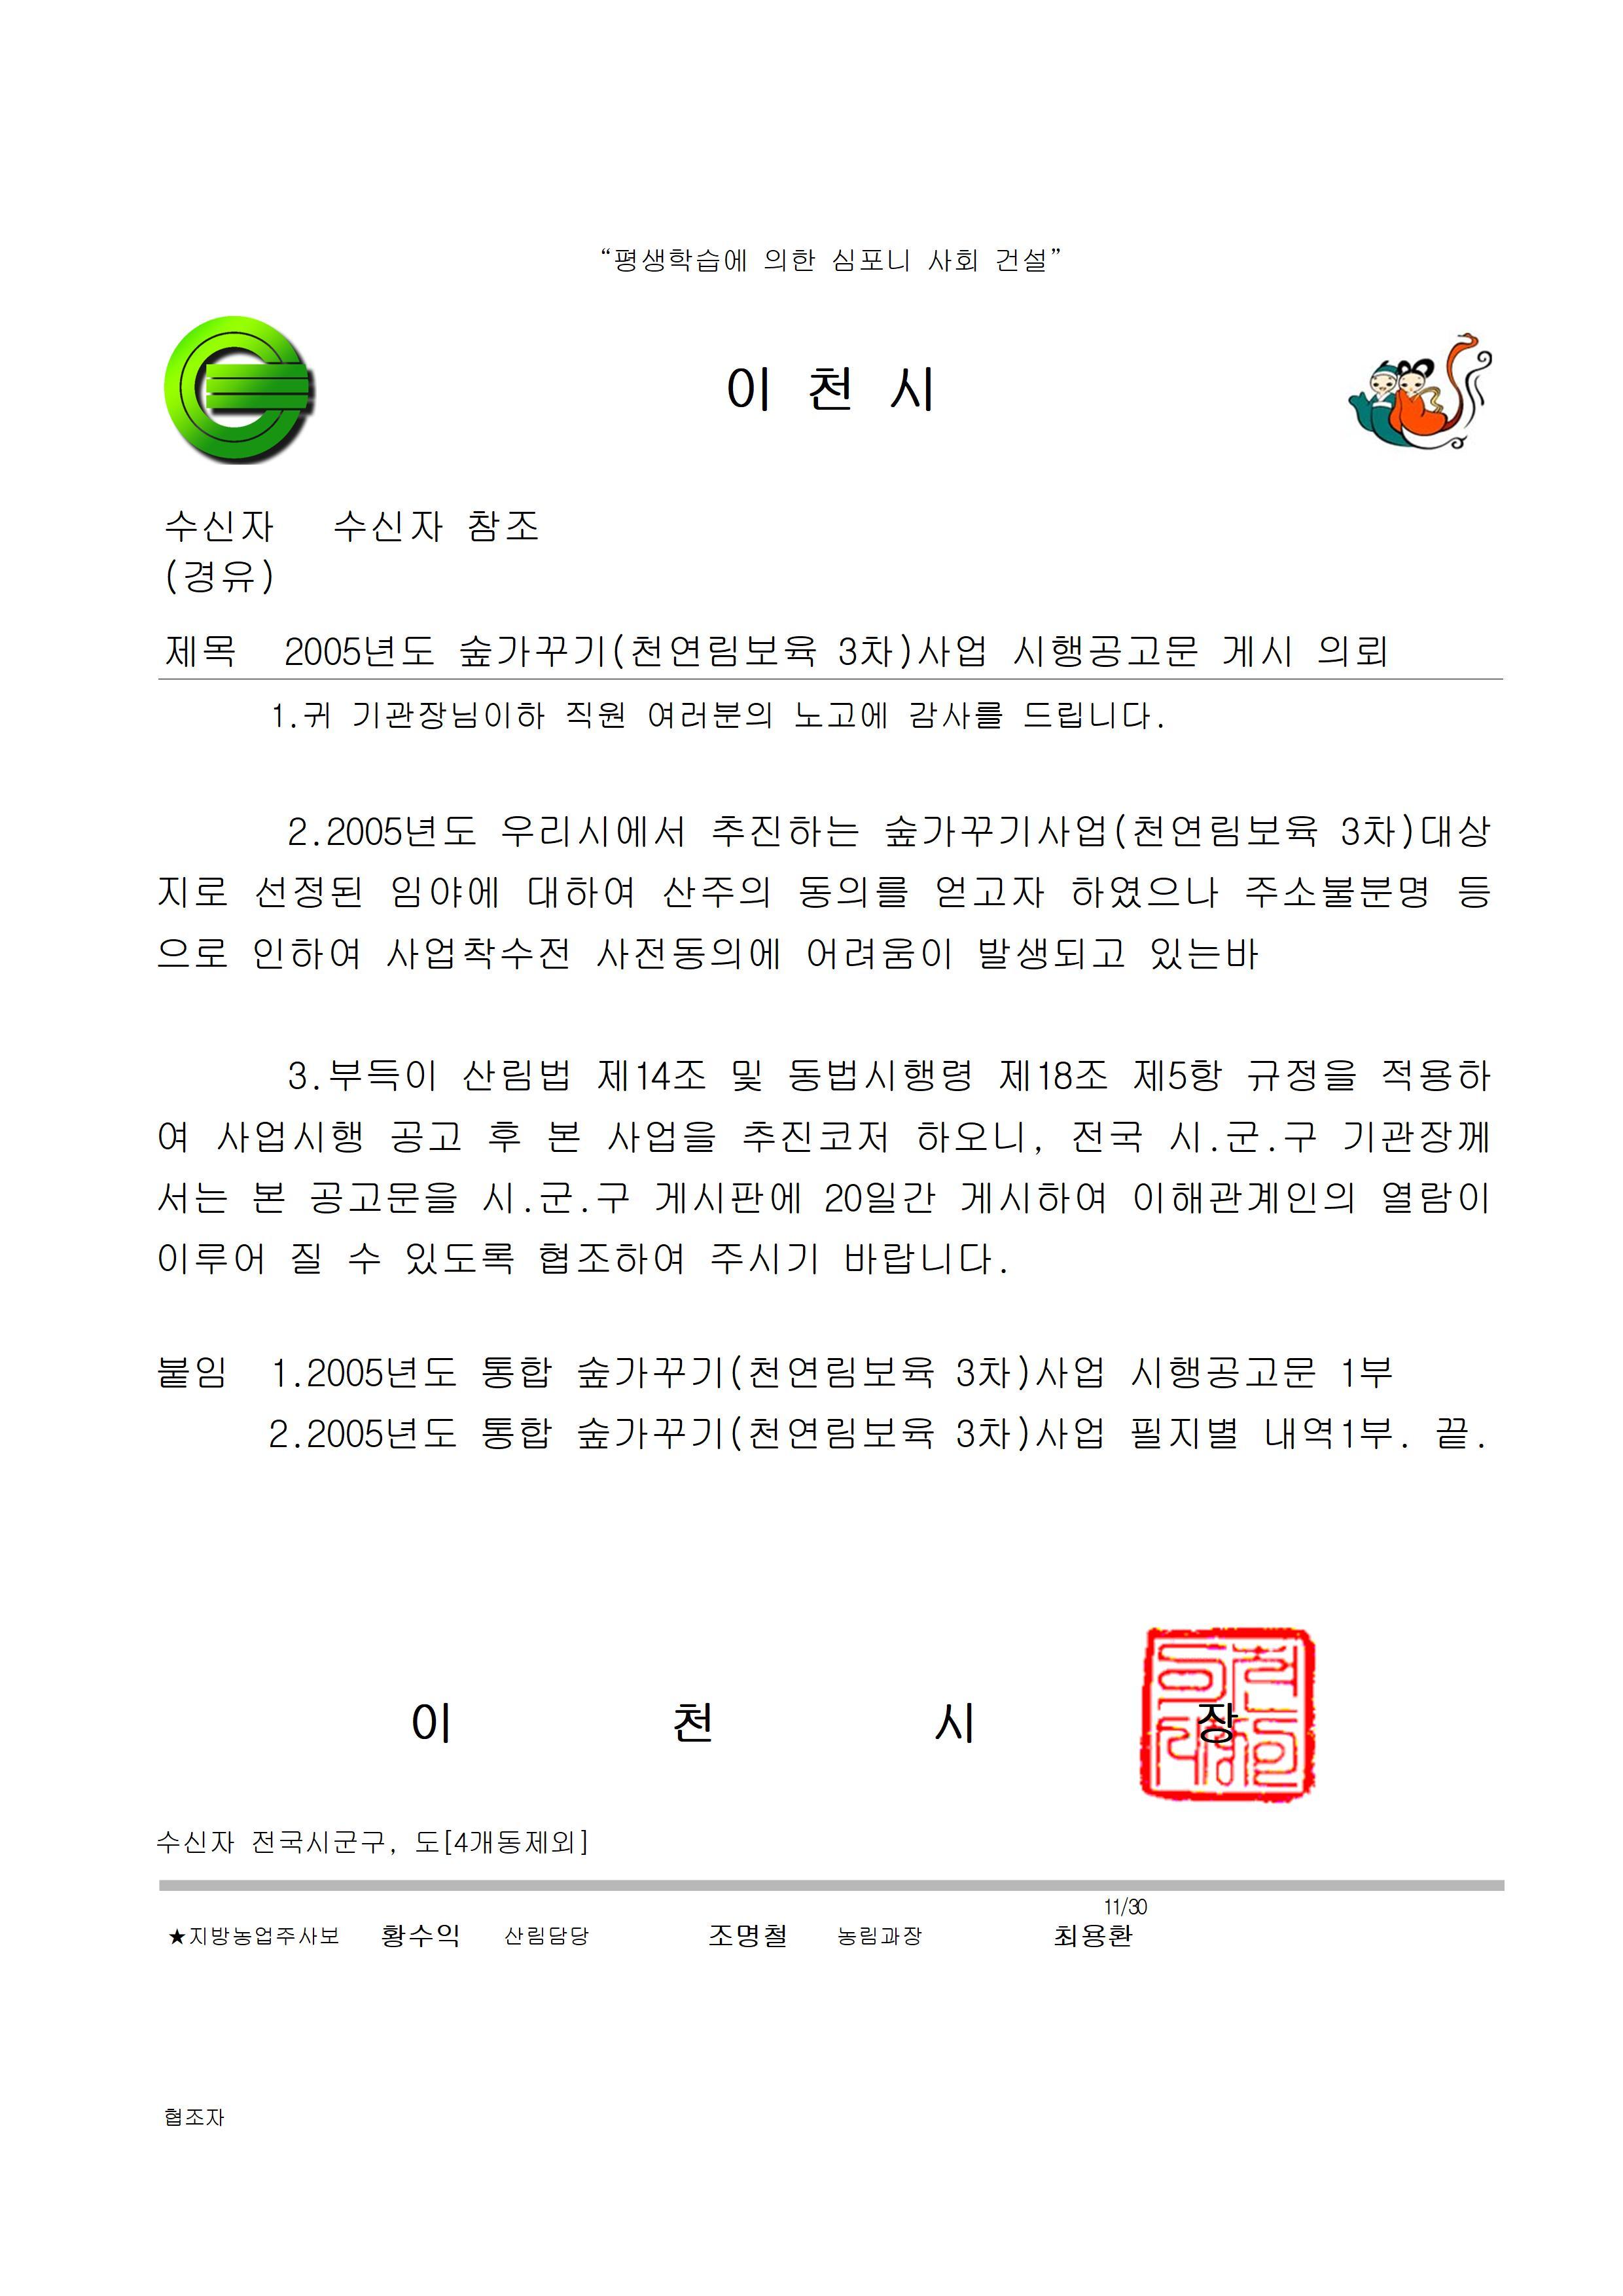 “평생학습에 의한 심포니 사회 건설”
이 천 시
수신자 수신자 참조
(경유)
제목 2005년도 숲가꾸기(천연림보육 3차)사업 시행공고문 게시 의뢰
1.귀 기관장님이하 직원 여러분의 노고에 감사를 드립니다.
2.2005년도 우리시에서 추진하는 숲가꾸기사업(천연림보육 3차)대상
지로 선정된 임야에 대하여 산주의 동의를 얻고자 하였으나 주소불분명 등
으로 인하여 사업착수전 사전동의에 어려움이 발생되고 있는바
3.부득이 산림법 제14조 및 동법시행령 제18조 제5항 규정을 적용하
여 사업시행 공고 후 본 사업을 추진코저 하오니, 전국 시.군.구 기관장께
서는 본 공고문을 시.군.구 게시판에 20일간 게시하여 이해관계인의 열람이
이루어 질 수 있도록 협조하여 주시기 바랍니다.
붙임 1.2005년도 통합 숲가꾸기(천연림보육 3차)사업 시행공고문 1부
2.2005년도 통합 숲가꾸기(천연림보육 3차)사업 필지별 내역1부. 끝.
이 천 시 장
수신자 전국시군구, 도[4개동제외]
11/30
★지방농업주사보 황수익 산림담당 조명철 농림과장 최용환
협조자